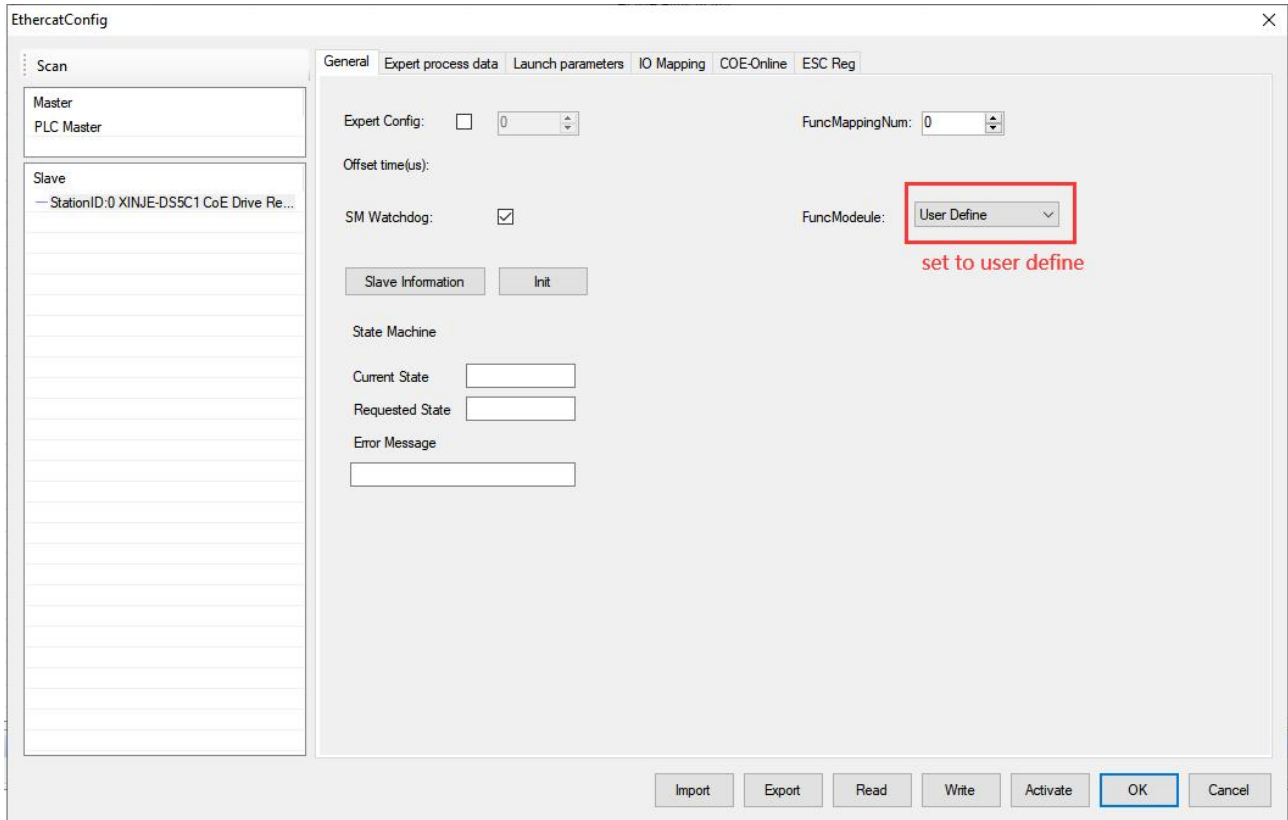 EthercatConfig
Scan
Master
PLC Master
Slave
StationID:0 XINJE-DS5C1 CoE Drive Re...
General Expert process data Launch parameters IO Mapping COE-Online ESC Reg
Expert Config: 0 FuncMappingNum: 0
Offset time(us):
SM Watchdog: FuncModeule: User Define
set to user define
Slave Information Init
State Machine
Current State
Requested State
Error Message
Import Export Read Write Activate OK Cancel